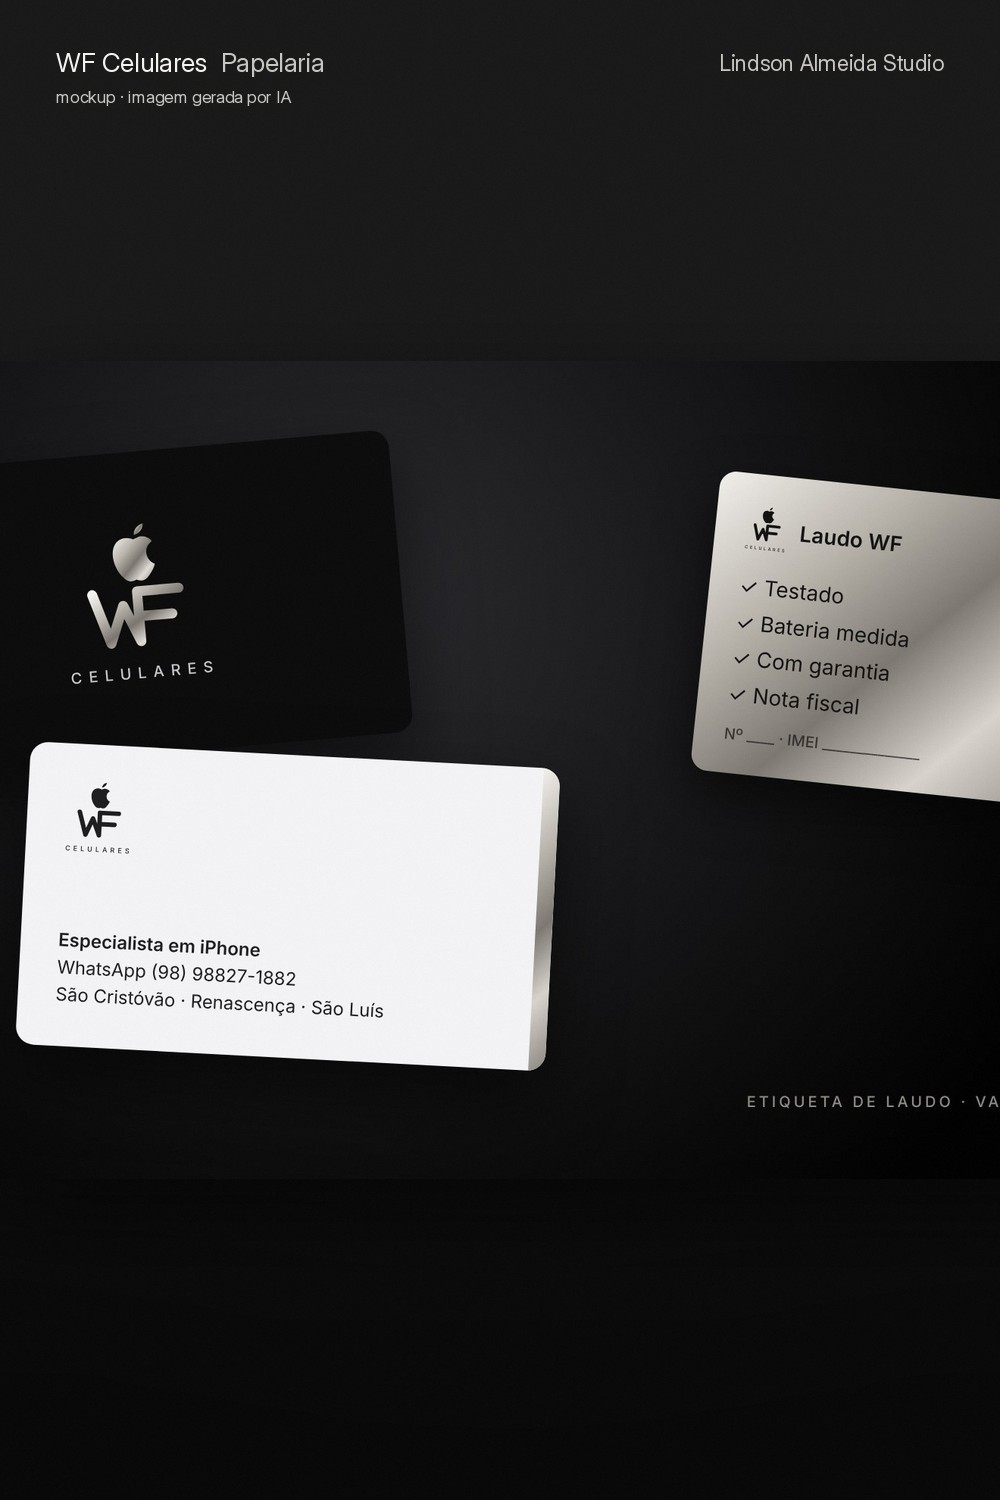 WF Celulares Papelaria
mockup · imagem gerada por IA
Lindson Almeida Studio
WF
CELULARES
WF
CELULARES
Laudo WF
✓ Testado
✓ Bateria medida
✓ Com garantia
✓ Nota fiscal
Nº ___ · IMEI __________
WF
CELULARES
Especialista em iPhone
WhatsApp (98) 98827-1882
São Cristóvão · Renascença · São Luís
ETIQUETA DE LAUDO · VA